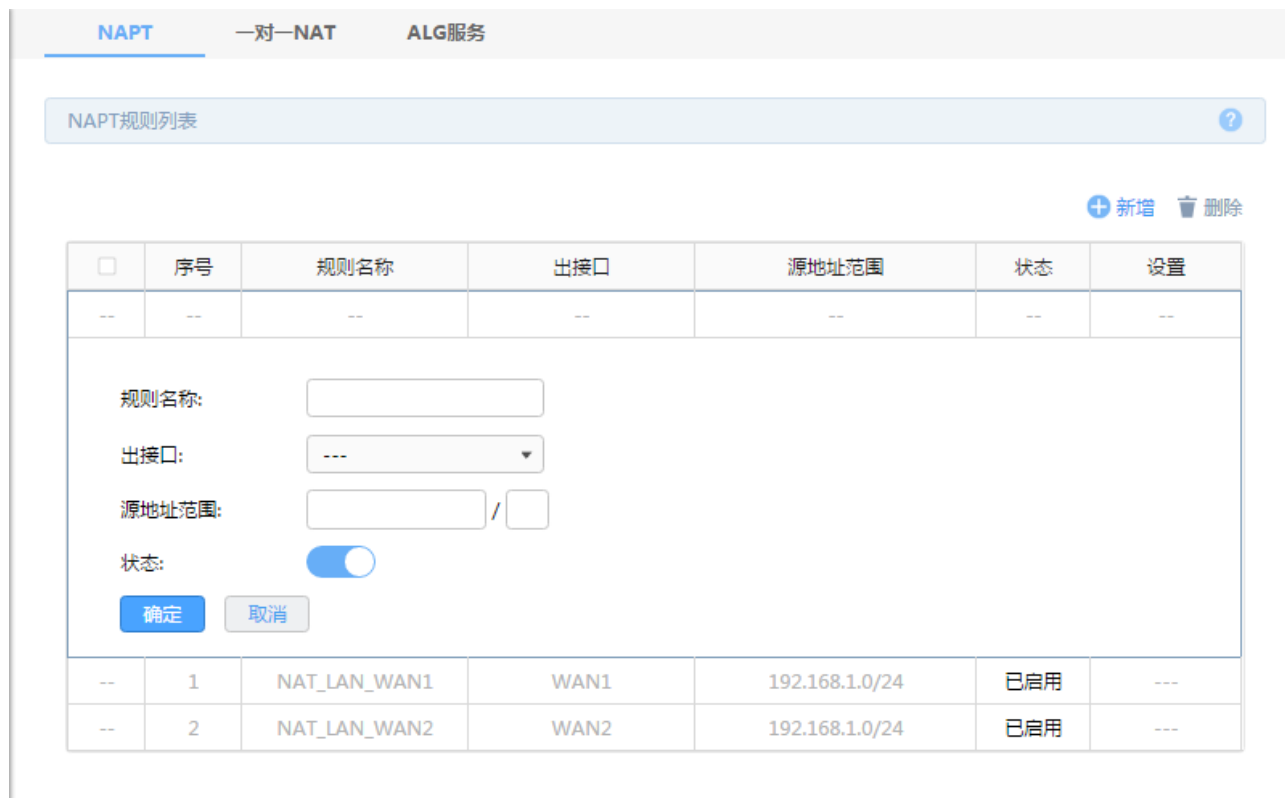 NAPT 一对一NAT ALG服务
NAPT规则列表 ?
新增 删除
序号 规则名称 出接口 源地址范围 状态 设置
-- -- -- -- -- -- --
规则名称:
出接口: ---
源地址范围: /
状态:
确定 取消
-- 1 NAT_LAN_WAN1 WAN1 192.168.1.0/24 已启用 ---
-- 2 NAT_LAN_WAN2 WAN2 192.168.1.0/24 已启用 ---